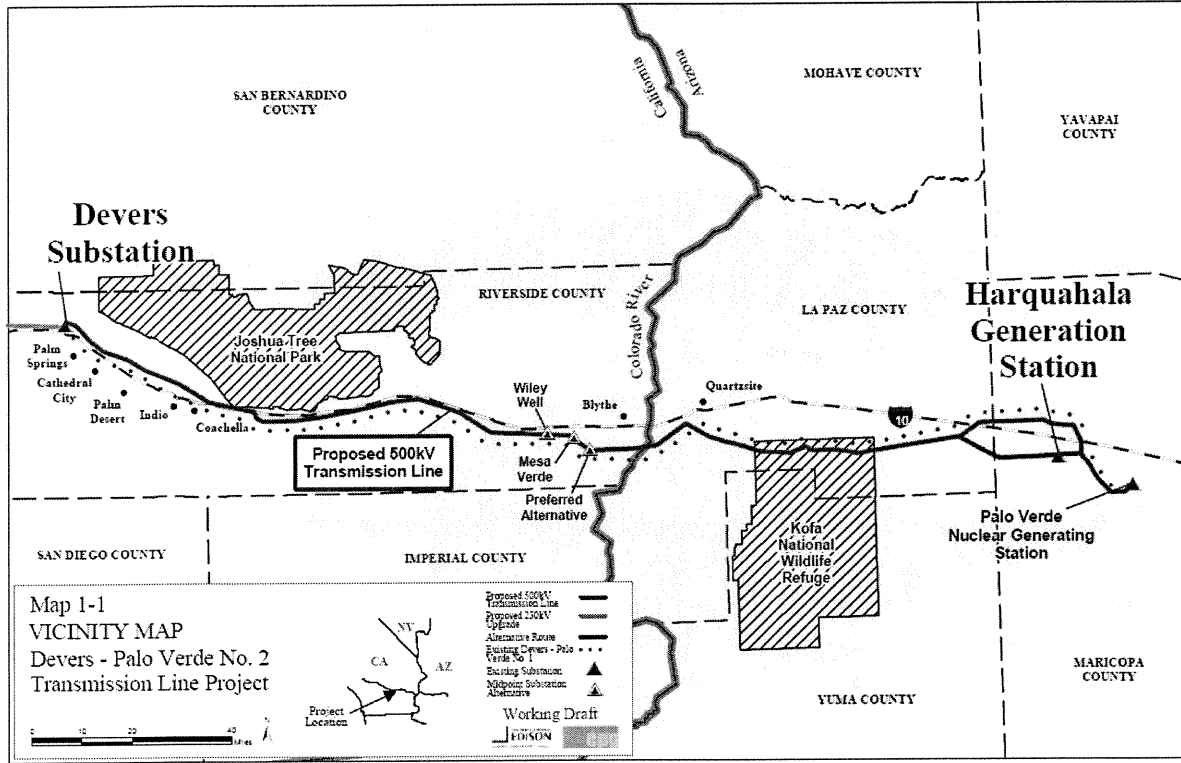 SAN BERNARDINO
COUNTY
California
Arizona
MOHAVE COUNTY
YAVAPAI
COUNTY
Devers
Substation
RIVERSIDE COUNTY
Colorado River
LA PAZ COUNTY
Harquahala
Generation
Station
Joshua Tree
National Park
Palm
Springs
Cathedral
City
Palm
Desert
Indio
Coachella
Wiley
Well
Blythe
Quartzsite
10
Proposed 500kV
Transmission Line
Mesa
Verde
Preferred
Alternative
Palo Verde
Nuclear Generating
Station
Kofa
National
Wildlife
Refuge
SAN DIEGO COUNTY
IMPERIAL COUNTY
YUMA COUNTY
MARICOPA
COUNTY
Map 1-1
VICINITY MAP
Devers - Palo Verde No. 2
Transmission Line Project
0 10 20 40
Miles
N
NV
CA
AZ
Project
Location
Proposed 500kV
Transmission Line
Proposed 230kV
Upgrade
Alternative Route
Existing Devers - Palo
Verde No. 1
Existing Substation
Midpoint Substation
Alternative
Working Draft
EDISON